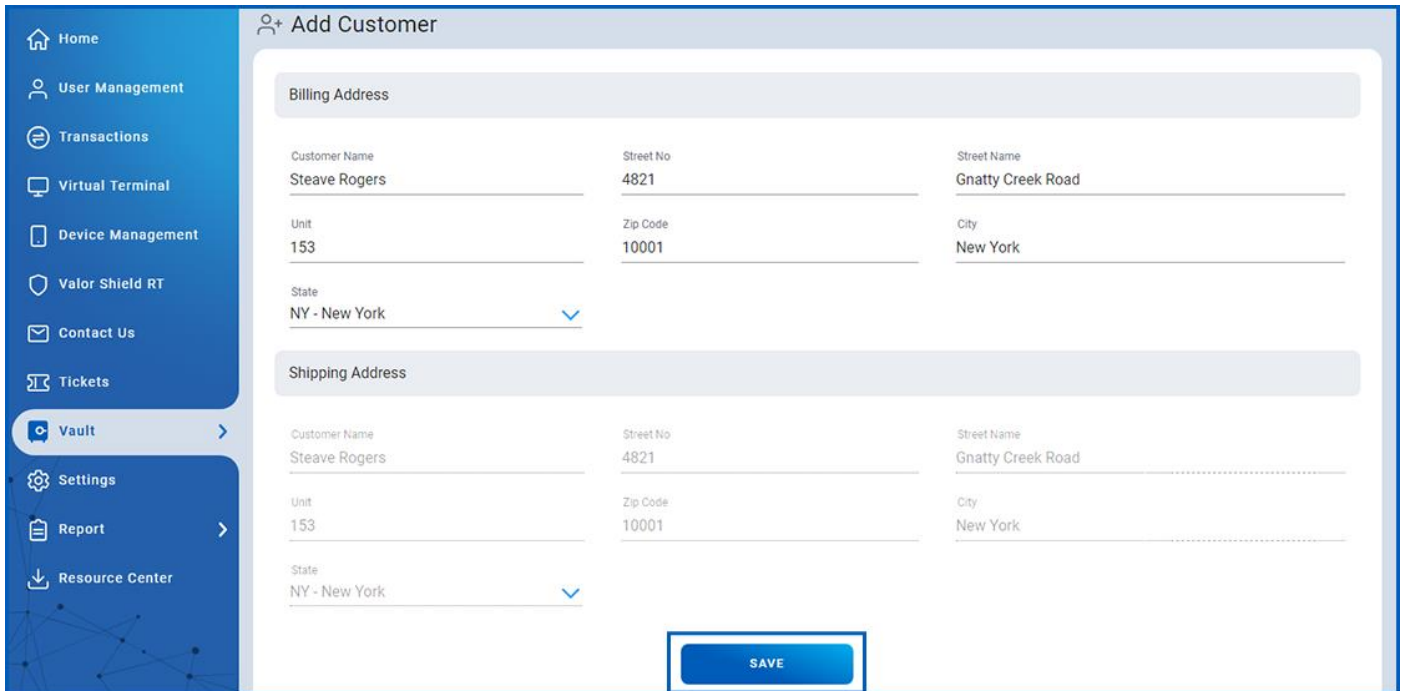 Home
User Management
Transactions
Virtual Terminal
Device Management
Valor Shield RT
Contact Us
Tickets
Vault
Settings
Report
Resource Center
Add Customer
Billing Address
Customer Name Street No Street Name
Steave Rogers 4821 Gnatty Creek Road
Unit Zip Code City
153 10001 New York
State
NY - New York
Shipping Address
Customer Name Street No Street Name
Steave Rogers 4821 Gnatty Creek Road
Unit Zip Code City
153 10001 New York
State
NY - New York
SAVE